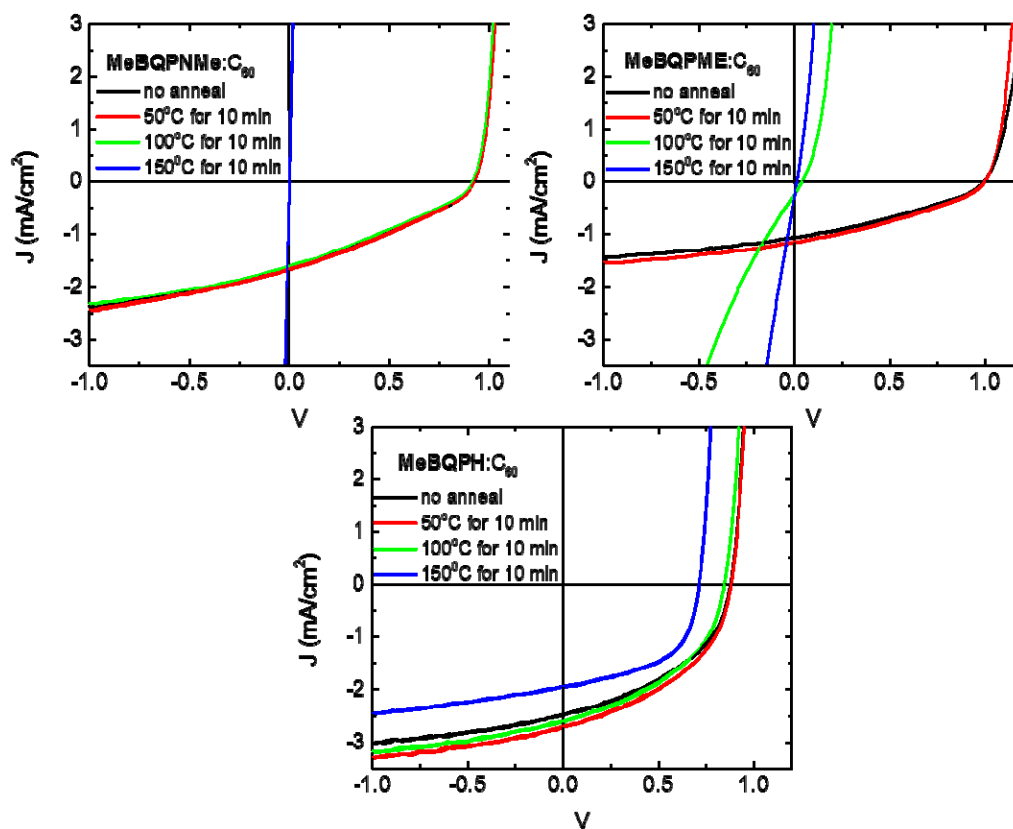 MeBQPNMe:C60
no anneal
50°C for 10 min
100°C for 10 min
150⁰C for 10 min
J (mA/cm²)
3
2
1
0
-1
-2
-3
-1.0 -0.5 0.0 0.5 1.0
V
MeBQPME:C60
no anneal
50°C for 10 min
100°C for 10 min
150⁰C for 10 min
J (mA/cm²)
3
2
1
0
-1
-2
-3
-1.0 -0.5 0.0 0.5 1.0
V
MeBQPH:C60
no anneal
50°C for 10 min
100°C for 10 min
150⁰C for 10 min
J (mA/cm²)
3
2
1
0
-1
-2
-3
-1.0 -0.5 0.0 0.5 1.0
V